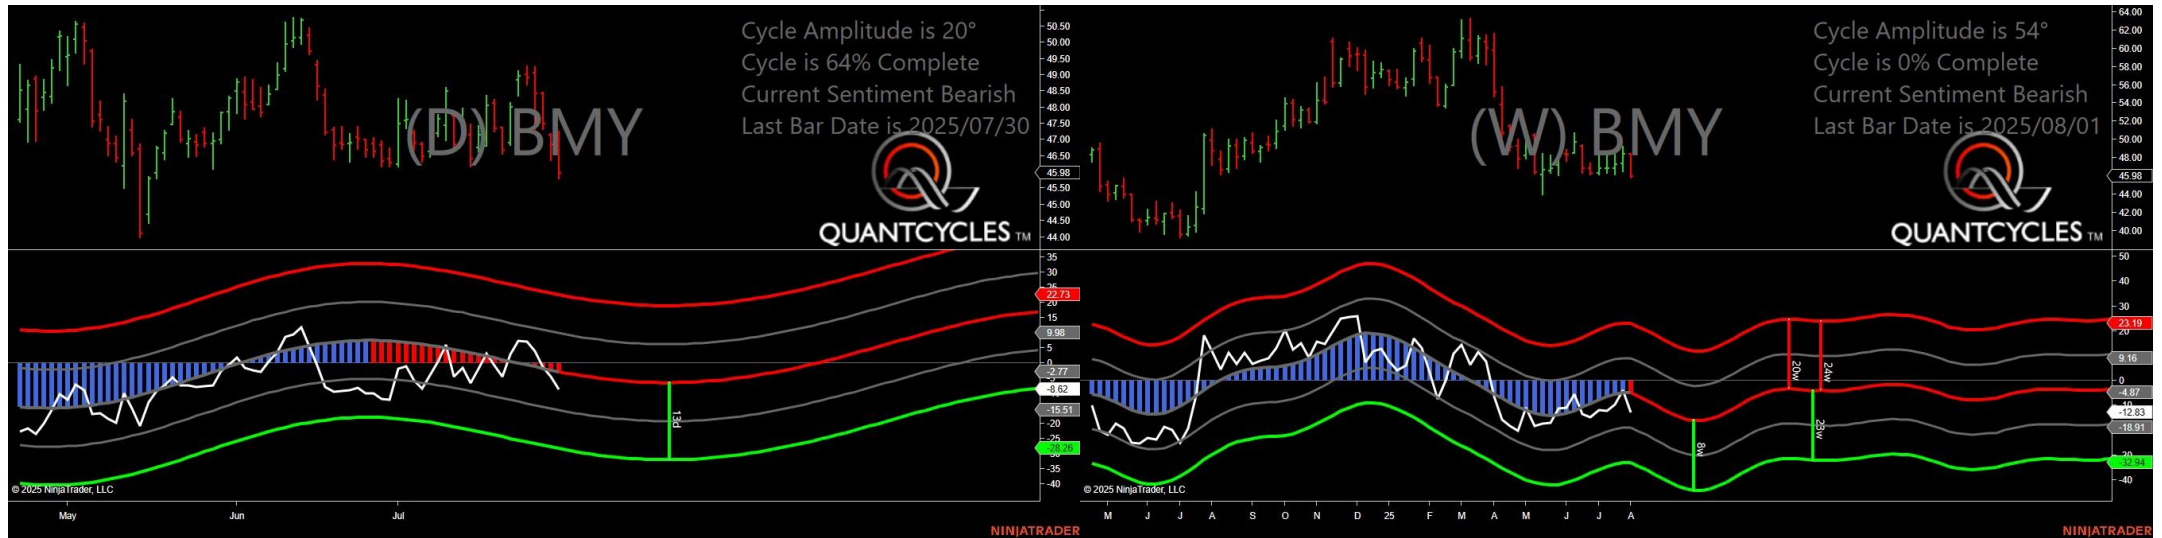 Cycle Amplitude is 20°
Cycle is 64% Complete
Current Sentiment Bearish
Last Bar Date is 2025/07/30
(D) BMY
QUANTCYCLES TM
50.50
50.00
49.50
49.00
48.50
48.00
47.50
47.00
46.50
45.98
45.50
45.00
44.50
44.00
35
30
22.73
20
15
9.98
5
0
-2.77
-8.62
-15.51
-20
-25
-28.26
-35
-40
13d
© 2025 NinjaTrader, LLC
May Jun Jul
NINJATRADER
Cycle Amplitude is 54°
Cycle is 0% Complete
Current Sentiment Bearish
Last Bar Date is 2025/08/01
(W) BMY
QUANTCYCLES TM
64.00
62.00
60.00
58.00
56.00
54.00
52.00
50.00
48.00
45.98
44.00
42.00
40.00
50
40
30
23.19
20
9.16
0
-4.87
-12.83
-18.91
-32.94
-40
20w
24w
8w
23w
© 2025 NinjaTrader, LLC
M J J A S O N D 25 F M A M J J A
NINJATRADER